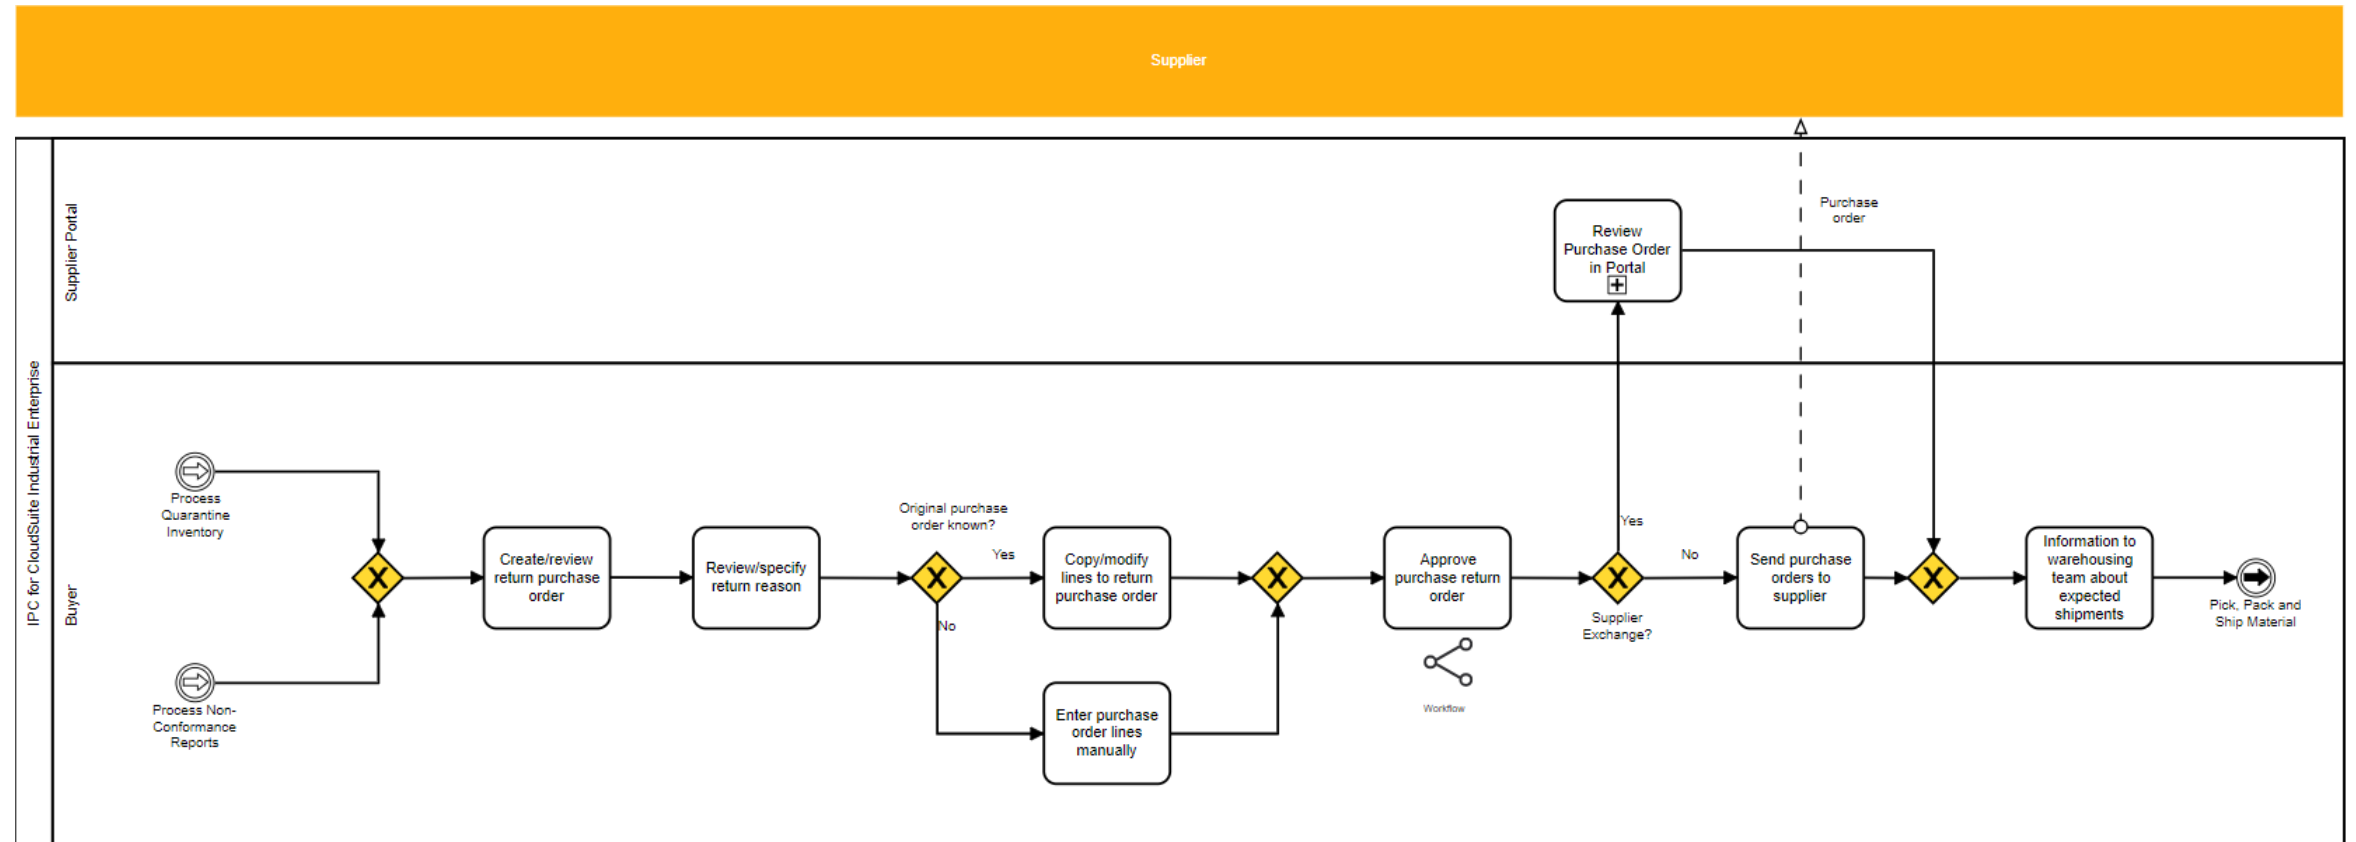 Supplier
IPC for CloudSuite Industrial Enterprise
Supplier Portal
Review
Purchase Order
in Portal
Purchase
order
Buyer
Process
Quarantine
Inventory
Process Non-
Conformance
Reports
Create/review
return purchase
order
Review/specify
return reason
Original purchase
order known?
Yes
No
Copy/modify
lines to return
purchase order
Enter purchase
order lines
manually
Approve
purchase return
order
Workflow
Yes
No
Supplier
Exchange?
Send purchase
orders to
supplier
Information to
warehousing
team about
expected
shipments
Pick, Pack and
Ship Material